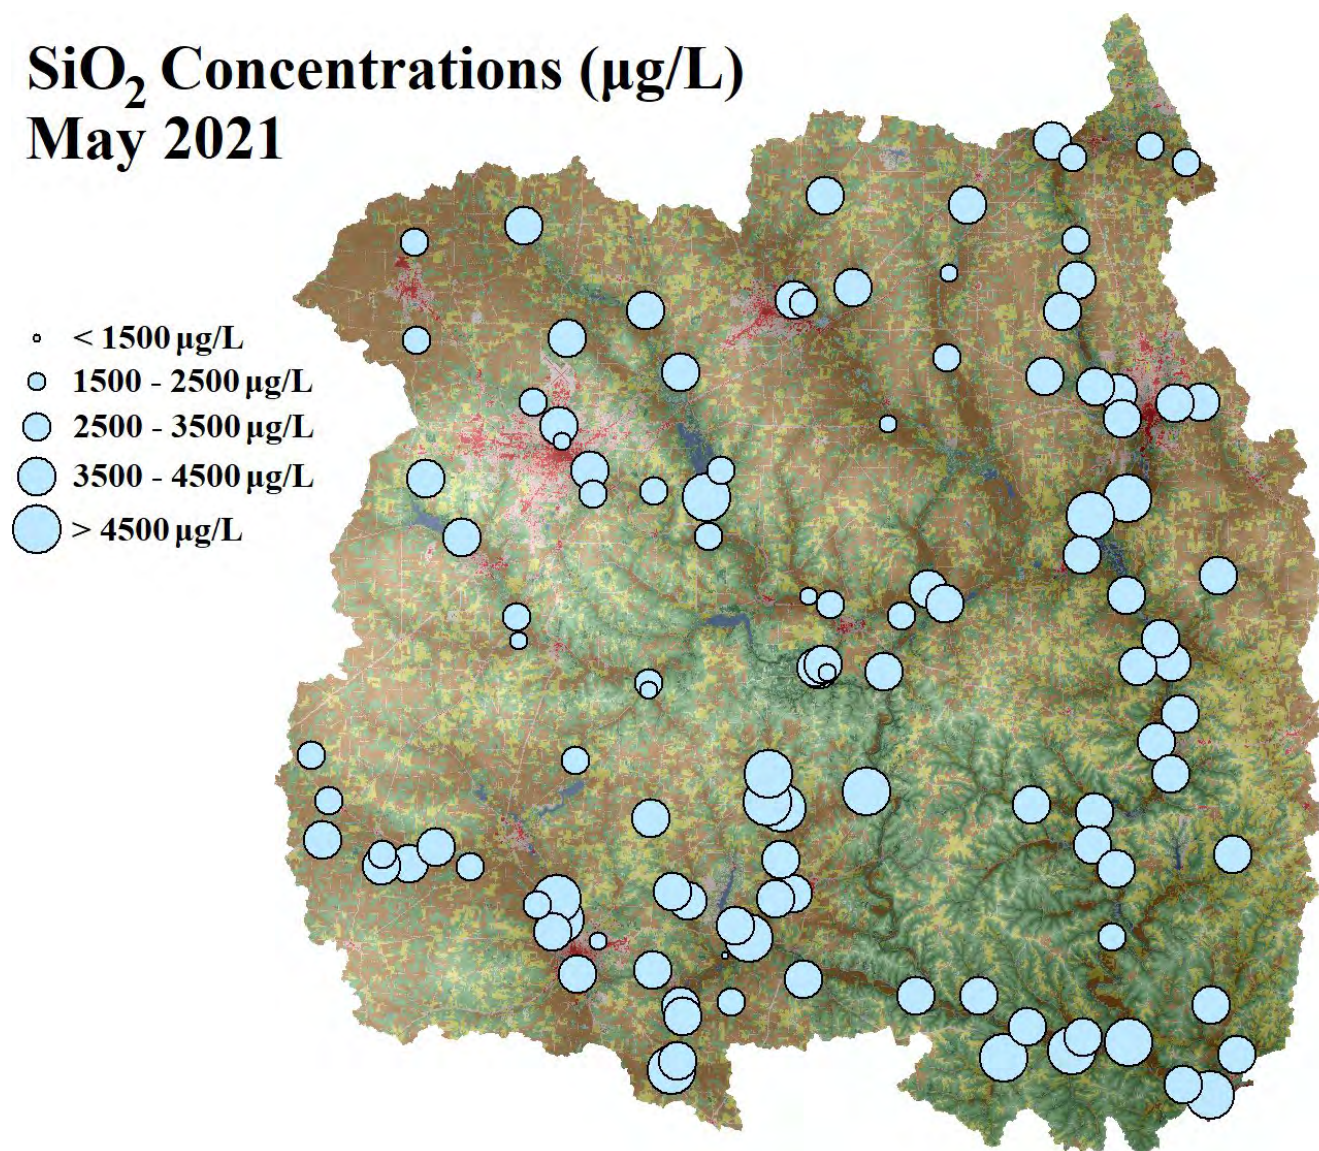 SiO₂ Concentrations (µg/L)
May 2021
< 1500 µg/L
1500 - 2500 µg/L
2500 - 3500 µg/L
3500 - 4500 µg/L
> 4500 µg/L